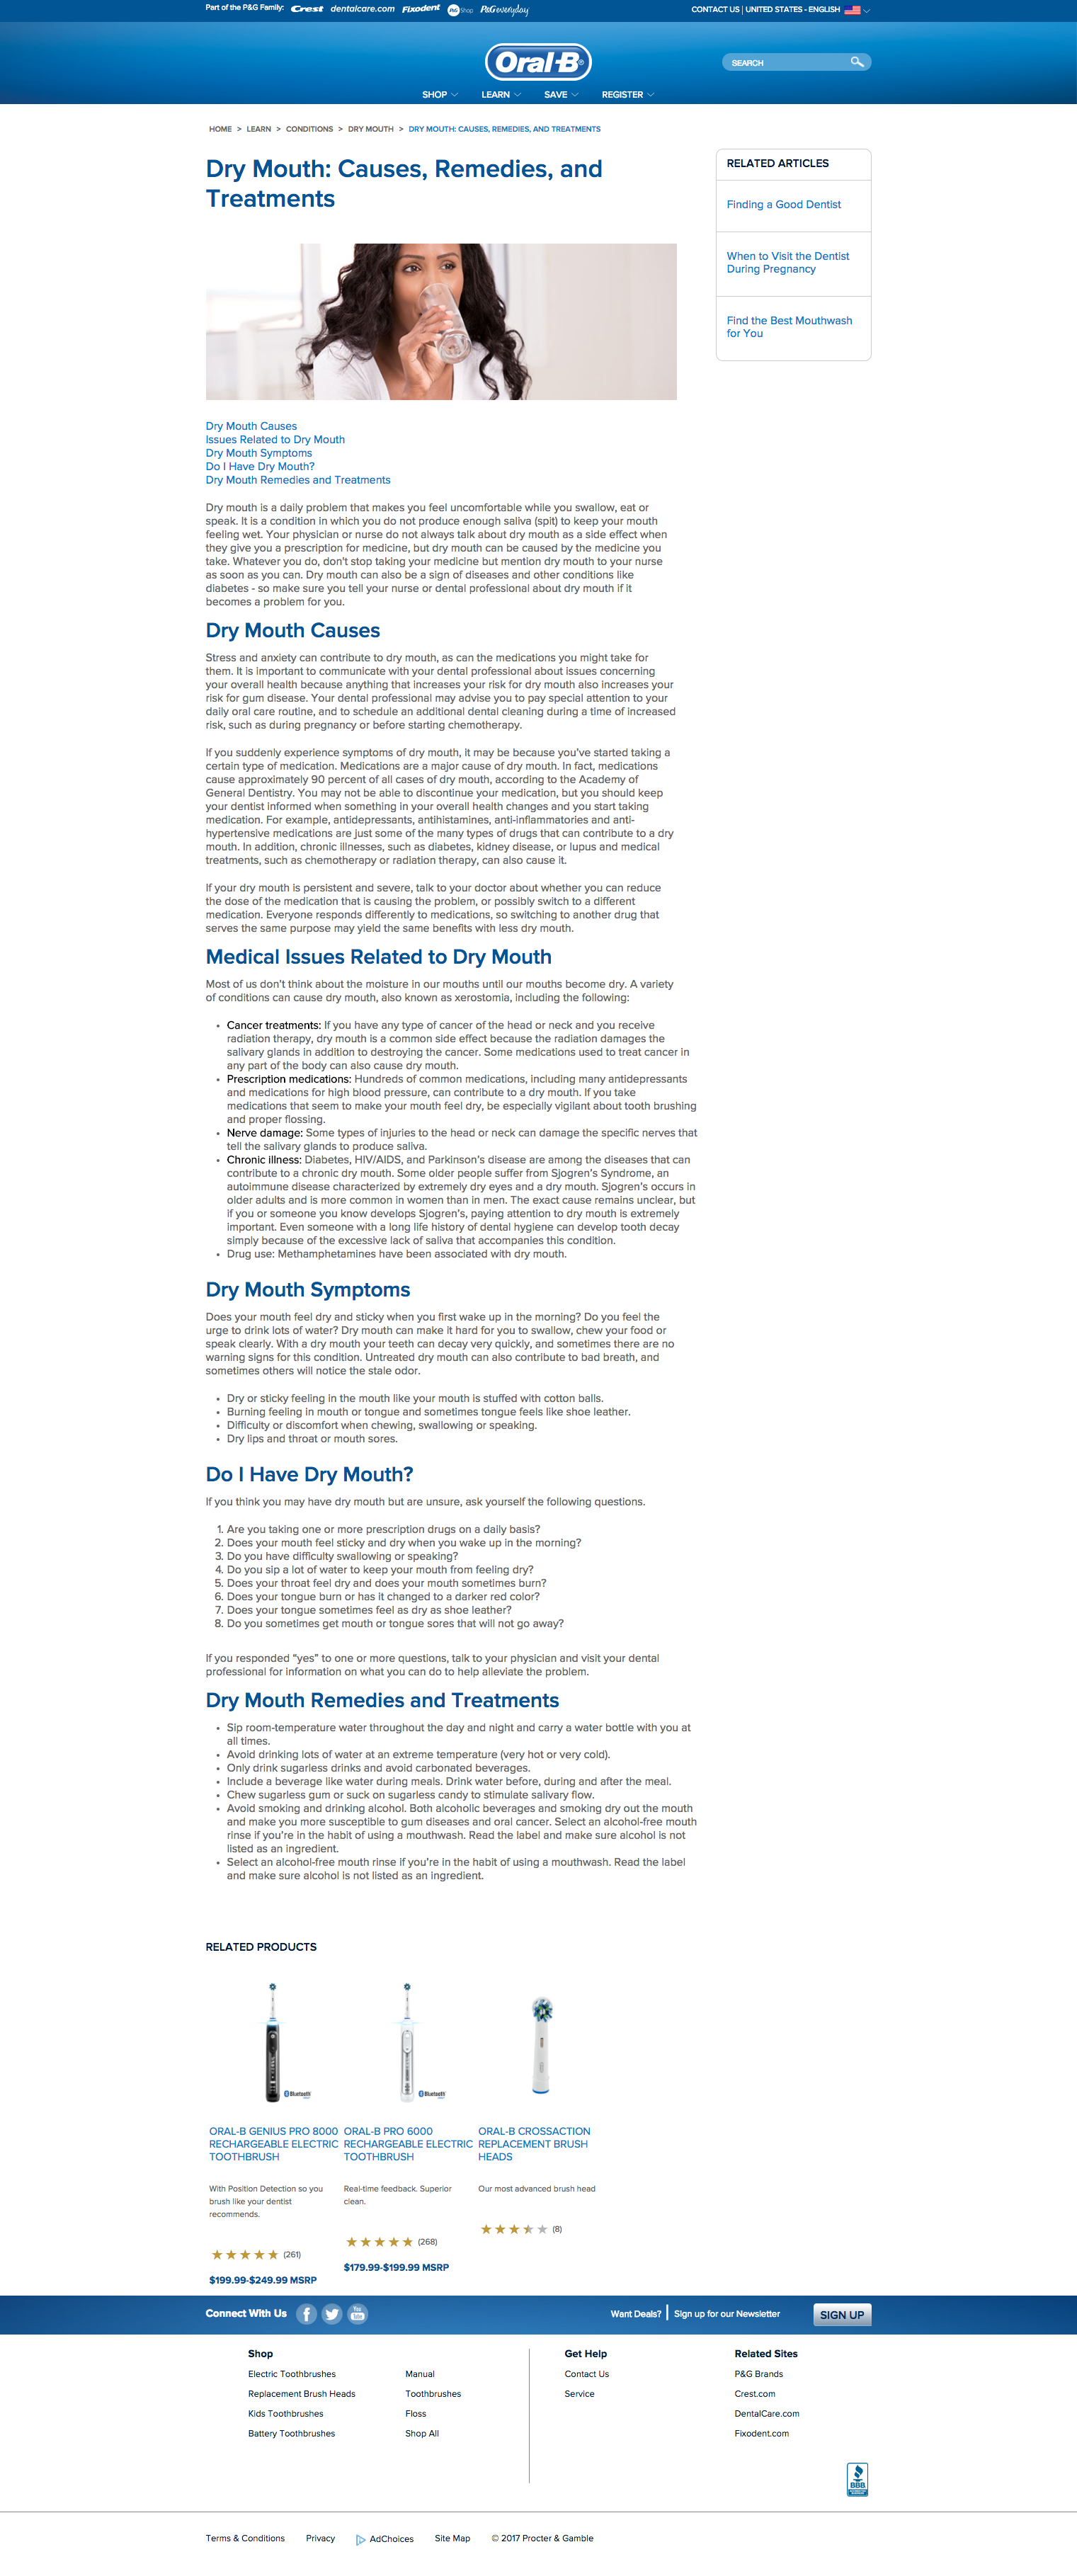 Part of the P&G Family: Crest dentalcare.com Fixodent P&G Shop P&G everyday
CONTACT US | UNITED STATES - ENGLISH
Oral-B
SEARCH
SHOP LEARN SAVE REGISTER
HOME > LEARN > CONDITIONS > DRY MOUTH > DRY MOUTH: CAUSES, REMEDIES, AND TREATMENTS
Dry Mouth: Causes, Remedies, and
Treatments
RELATED ARTICLES
Finding a Good Dentist
When to Visit the Dentist
During Pregnancy
Find the Best Mouthwash
for You
Dry Mouth Causes
Issues Related to Dry Mouth
Dry Mouth Symptoms
Do I Have Dry Mouth?
Dry Mouth Remedies and Treatments
Dry mouth is a daily problem that makes you feel uncomfortable while you swallow, eat or
speak. It is a condition in which you do not produce enough saliva (spit) to keep your mouth
feeling wet. Your physician or nurse do not always talk about dry mouth as a side effect when
they give you a prescription for medicine, but dry mouth can be caused by the medicine you
take. Whatever you do, don't stop taking your medicine but mention dry mouth to your nurse
as soon as you can. Dry mouth can also be a sign of diseases and other conditions like
diabetes - so make sure you tell your nurse or dental professional about dry mouth if it
becomes a problem for you.
Dry Mouth Causes
Stress and anxiety can contribute to dry mouth, as can the medications you might take for
them. It is important to communicate with your dental professional about issues concerning
your overall health because anything that increases your risk for dry mouth also increases your
risk for gum disease. Your dental professional may advise you to pay special attention to your
daily oral care routine, and to schedule an additional dental cleaning during a time of increased
risk, such as during pregnancy or before starting chemotherapy.
If you suddenly experience symptoms of dry mouth, it may be because you've started taking a
certain type of medication. Medications are a major cause of dry mouth. In fact, medications
cause approximately 90 percent of all cases of dry mouth, according to the Academy of
General Dentistry. You may not be able to discontinue your medication, but you should keep
your dentist informed when something in your overall health changes and you start taking
medication. For example, antidepressants, antihistamines, anti-inflammatories and anti-
hypertensive medications are just some of the many types of drugs that can contribute to a dry
mouth. In addition, chronic illnesses, such as diabetes, kidney disease, or lupus and medical
treatments, such as chemotherapy or radiation therapy, can also cause it.
If your dry mouth is persistent and severe, talk to your doctor about whether you can reduce
the dose of the medication that is causing the problem, or possibly switch to a different
medication. Everyone responds differently to medications, so switching to another drug that
serves the same purpose may yield the same benefits with less dry mouth.
Medical Issues Related to Dry Mouth
Most of us don't think about the moisture in our mouths until our mouths become dry. A variety
of conditions can cause dry mouth, also known as xerostomia, including the following:
• Cancer treatments: If you have any type of cancer of the head or neck and you receive
radiation therapy, dry mouth is a common side effect because the radiation damages the
salivary glands in addition to destroying the cancer. Some medications used to treat cancer in
any part of the body can also cause dry mouth.
• Prescription medications: Hundreds of common medications, including many antidepressants
and medications for high blood pressure, can contribute to a dry mouth. If you take
medications that seem to make your mouth feel dry, be especially vigilant about tooth brushing
and proper flossing.
• Nerve damage: Some types of injuries to the head or neck can damage the specific nerves that
tell the salivary glands to produce saliva.
• Chronic illness: Diabetes, HIV/AIDS, and Parkinson's disease are among the diseases that can
contribute to a chronic dry mouth. Some older people suffer from Sjogren's Syndrome, an
autoimmune disease characterized by extremely dry eyes and a dry mouth. Sjogren's occurs in
older adults and is more common in women than in men. The exact cause remains unclear, but
if you or someone you know develops Sjogren's, paying attention to dry mouth is extremely
important. Even someone with a long life history of dental hygiene can develop tooth decay
simply because of the excessive lack of saliva that accompanies this condition.
• Drug use: Methamphetamines have been associated with dry mouth.
Dry Mouth Symptoms
Does your mouth feel dry and sticky when you first wake up in the morning? Do you feel the
urge to drink lots of water? Dry mouth can make it hard for you to swallow, chew your food or
speak clearly. With a dry mouth your teeth can decay very quickly, and sometimes there are no
warning signs for this condition. Untreated dry mouth can also contribute to bad breath, and
sometimes others will notice the stale odor.
• Dry or sticky feeling in the mouth like your mouth is stuffed with cotton balls.
• Burning feeling in mouth or tongue and sometimes tongue feels like shoe leather.
• Difficulty or discomfort when chewing, swallowing or speaking.
• Dry lips and throat or mouth sores.
Do I Have Dry Mouth?
If you think you may have dry mouth but are unsure, ask yourself the following questions.
1. Are you taking one or more prescription drugs on a daily basis?
2. Does your mouth feel sticky and dry when you wake up in the morning?
3. Do you have difficulty swallowing or speaking?
4. Do you sip a lot of water to keep your mouth from feeling dry?
5. Does your throat feel dry and does your mouth sometimes burn?
6. Does your tongue burn or has it changed to a darker red color?
7. Does your tongue sometimes feel as dry as shoe leather?
8. Do you sometimes get mouth or tongue sores that will not go away?
If you responded “yes” to one or more questions, talk to your physician and visit your dental
professional for information on what you can do to help alleviate the problem.
Dry Mouth Remedies and Treatments
• Sip room-temperature water throughout the day and night and carry a water bottle with you at
all times.
• Avoid drinking lots of water at an extreme temperature (very hot or very cold).
• Only drink sugarless drinks and avoid carbonated beverages.
• Include a beverage like water during meals. Drink water before, during and after the meal.
• Chew sugarless gum or suck on sugarless candy to stimulate salivary flow.
• Avoid smoking and drinking alcohol. Both alcoholic beverages and smoking dry out the mouth
and make you more susceptible to gum diseases and oral cancer. Select an alcohol-free mouth
rinse if you're in the habit of using a mouthwash. Read the label and make sure alcohol is not
listed as an ingredient.
• Select an alcohol-free mouth rinse if you're in the habit of using a mouthwash. Read the label
and make sure alcohol is not listed as an ingredient.
RELATED PRODUCTS
Bluetooth
Bluetooth
ORAL-B GENIUS PRO 8000
RECHARGEABLE ELECTRIC
TOOTHBRUSH
With Position Detection so you
brush like your dentist
recommends.
(261)
$199.99-$249.99 MSRP
ORAL-B PRO 6000
RECHARGEABLE ELECTRIC
TOOTHBRUSH
Real-time feedback. Superior
clean.
(268)
$179.99-$199.99 MSRP
ORAL-B CROSSACTION
REPLACEMENT BRUSH
HEADS
Our most advanced brush head
(8)
Connect With Us
You Tube
Want Deals? | Sign up for our Newsletter
SIGN UP
Shop
Electric Toothbrushes
Replacement Brush Heads
Kids Toothbrushes
Battery Toothbrushes
Manual
Toothbrushes
Floss
Shop All
Get Help
Contact Us
Service
Related Sites
P&G Brands
Crest.com
DentalCare.com
Fixodent.com
BBB
Terms & Conditions Privacy AdChoices Site Map © 2017 Procter & Gamble